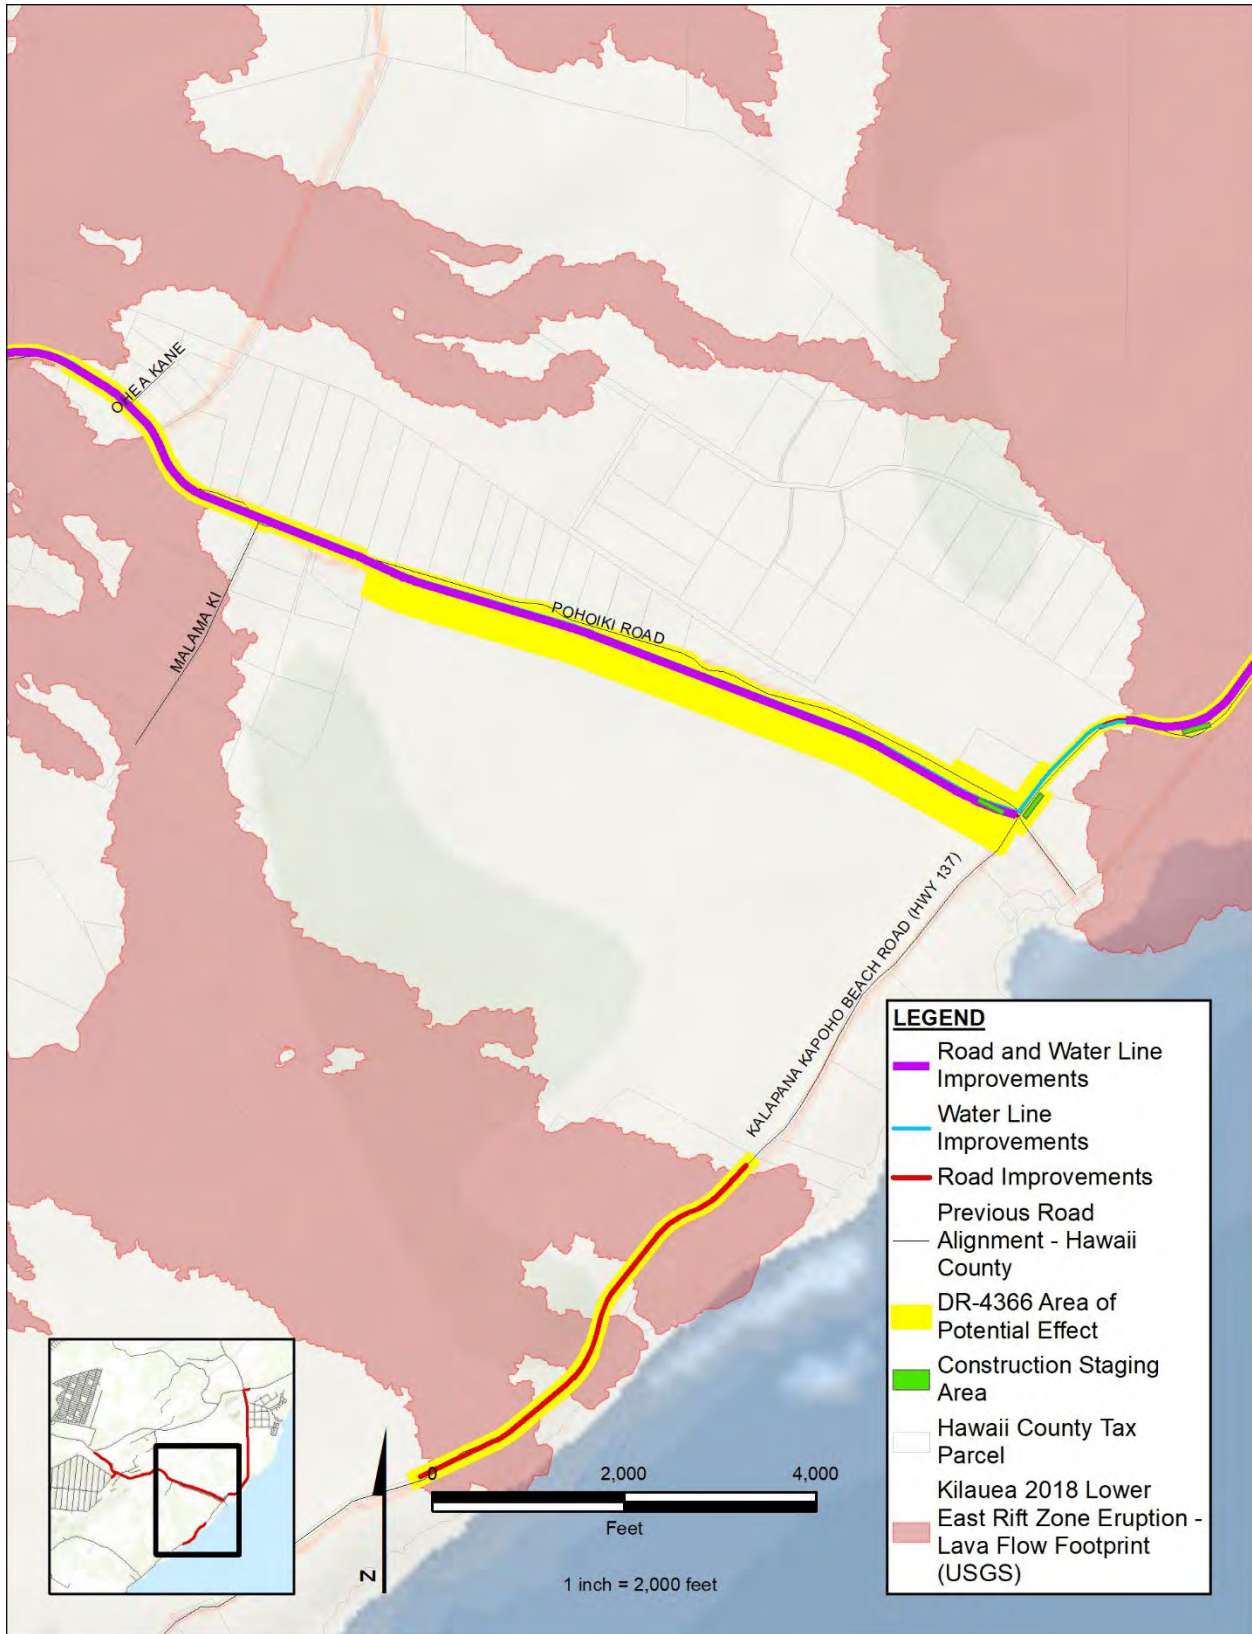 OHEA KANE
MALAMA KI
POHOIKI ROAD
KALAPANA KAPOHO BEACH ROAD (HWY 137)
LEGEND
Road and Water Line
Improvements
Water Line
Improvements
Road Improvements
Previous Road
Alignment - Hawaii
County
DR-4366 Area of
Potential Effect
Construction Staging
Area
Hawaii County Tax
Parcel
Kilauea 2018 Lower
East Rift Zone Eruption -
Lava Flow Footprint
(USGS)
N
0 2,000 4,000
Feet
1 inch = 2,000 feet